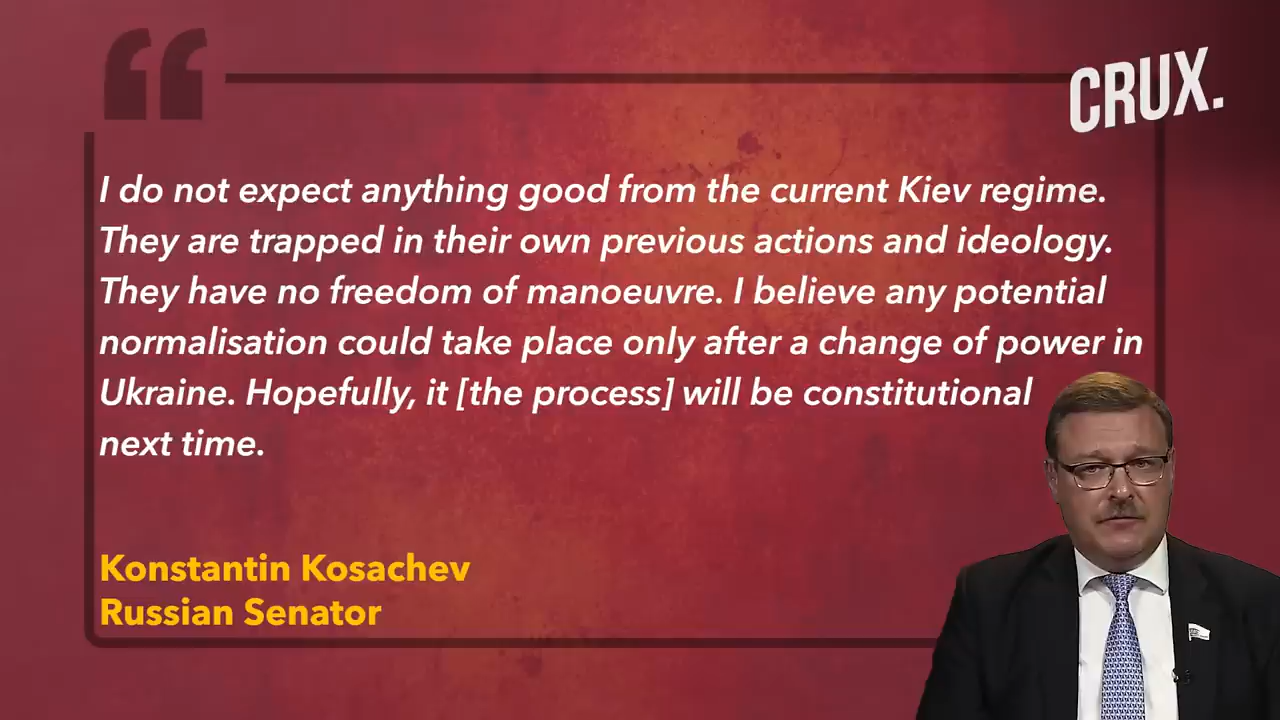 CRUX.
I do not expect anything good from the current Kiev regime.
They are trapped in their own previous actions and ideology.
They have no freedom of manoeuvre. I believe any potential
normalisation could take place only after a change of power in
Ukraine. Hopefully, it [the process] will be constitutional
next time.
Konstantin Kosachev
Russian Senator